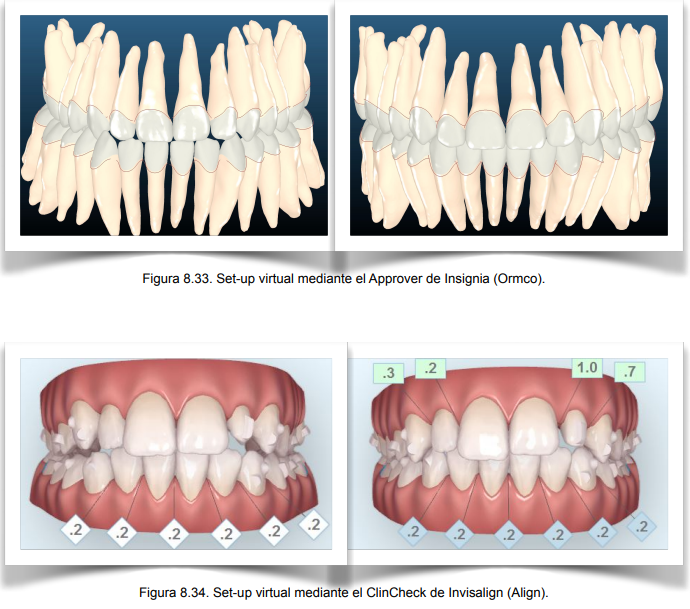 Figura 8.33. Set-up virtual mediante el Approver de Insignia (Ormco).
.3 .2 1.0 .7
.2 .2 .2 .2 .2 .2
.2 .2 .2 .2 .2 .2
Figura 8.34. Set-up virtual mediante el ClinCheck de Invisalign (Align).